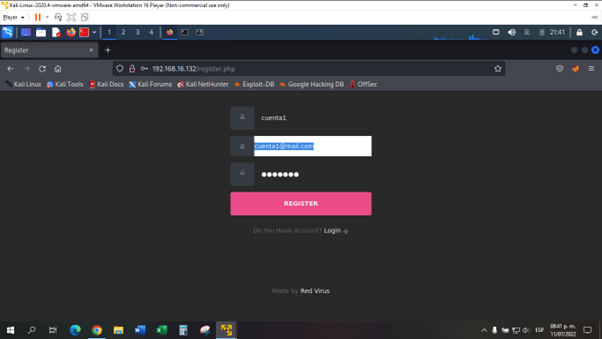 Kali-Linux-2020.4-vmware-amd64 - VMware Workstation 16 Player (Non-commercial use only)
Player
1 2 3 4
21:41
Register
192.168.16.132/register.php
Kali Linux Kali Tools Kali Docs Kali Forums Kali NetHunter Exploit-DB Google Hacking DB OffSec
cuenta1
cuenta1@mail.com
REGISTER
Do You Have Account? Login
Made by Red Virus
ESP
08:41 p. m.
11/07/2022